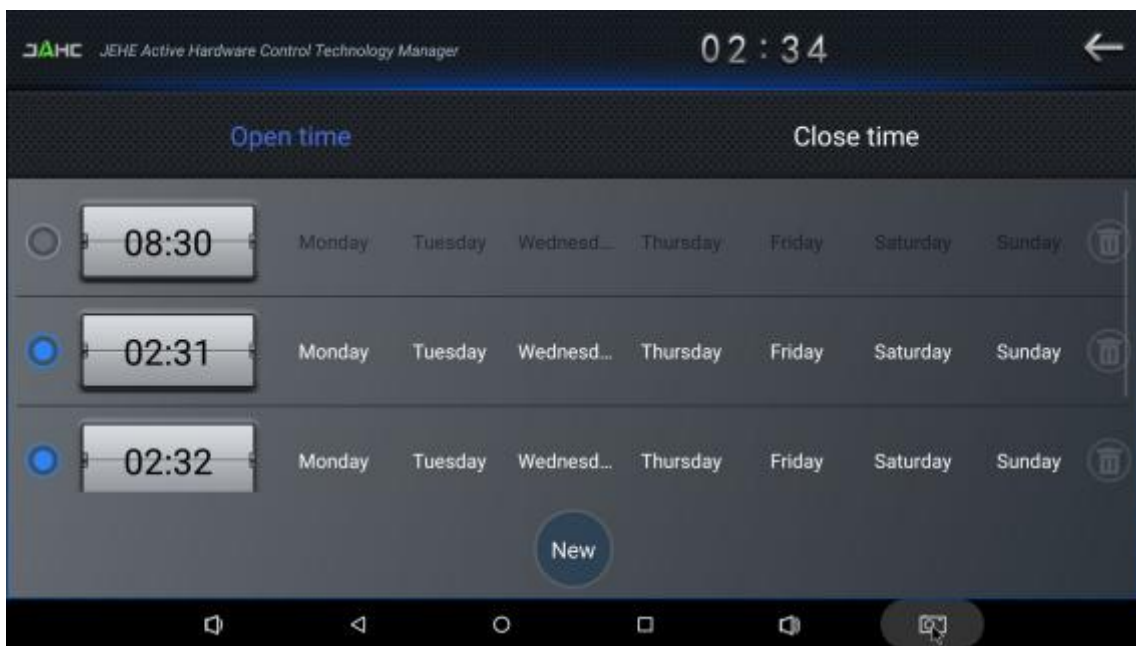 JAHC JEHE Active Hardware Control Technology Manager 02:34
Open time Close time
08:30 Monday Tuesday Wednesd... Thursday Friday Saturday Sunday
02:31 Monday Tuesday Wednesd... Thursday Friday Saturday Sunday
02:32 Monday Tuesday Wednesd... Thursday Friday Saturday Sunday
New